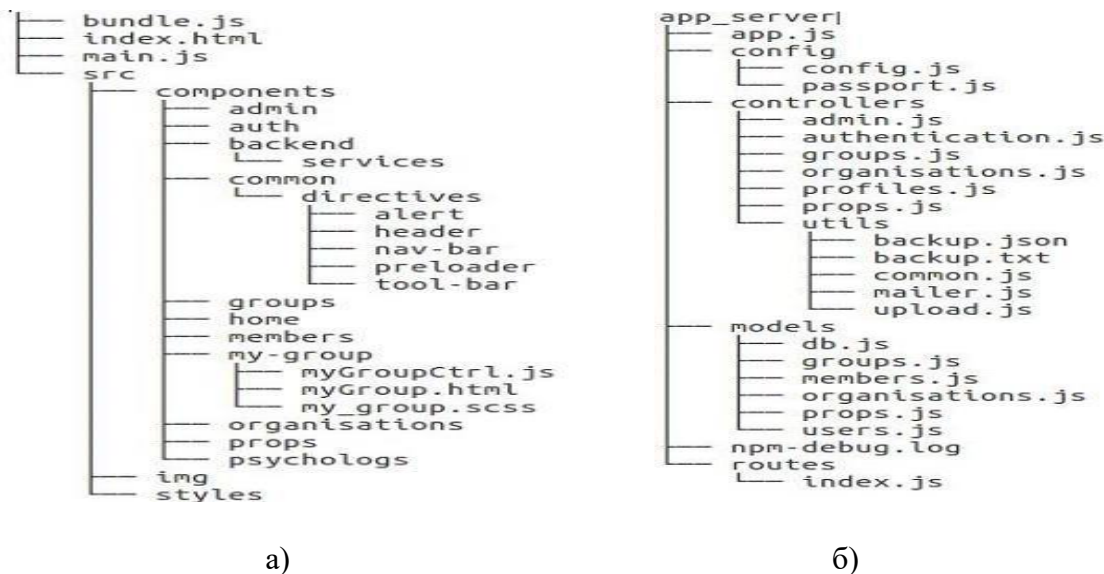 .
├── bundle.js
├── index.html
├── main.js
└── src
    ├── components
    │   ├── admin
    │   ├── auth
    │   ├── backend
    │   │   └── services
    │   ├── common
    │   │   └── directives
    │   │       ├── alert
    │   │       ├── header
    │   │       ├── nav-bar
    │   │       ├── preloader
    │   │       └── tool-bar
    │   ├── groups
    │   ├── home
    │   ├── members
    │   ├── my-group
    │   │   ├── myGroupCtrl.js
    │   │   ├── myGroup.html
    │   │   └── my_group.scss
    │   ├── organisations
    │   ├── props
    │   └── psychologs
    ├── img
    └── styles
а)
app_server
├── app.js
├── config
│   ├── config.js
│   └── passport.js
├── controllers
│   ├── admin.js
│   ├── authentication.js
│   ├── groups.js
│   ├── organisations.js
│   ├── profiles.js
│   ├── props.js
│   └── utils
│       ├── backup.json
│       ├── backup.txt
│       ├── common.js
│       ├── mailer.js
│       └── upload.js
├── models
│   ├── db.js
│   ├── groups.js
│   ├── members.js
│   ├── organisations.js
│   ├── props.js
│   └── users.js
├── npm-debug.log
└── routes
    └── index.js
б)